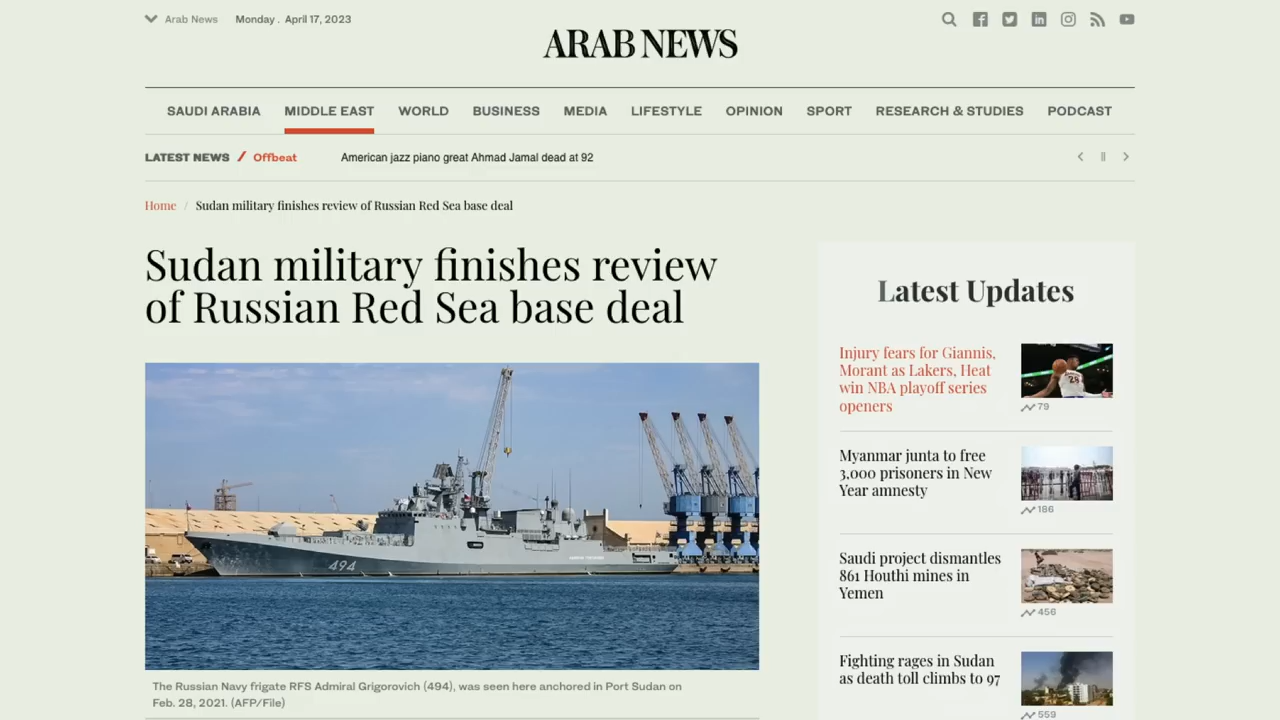 Arab News Monday . April 17, 2023
ARAB NEWS
SAUDI ARABIA MIDDLE EAST WORLD BUSINESS MEDIA LIFESTYLE OPINION SPORT RESEARCH & STUDIES PODCAST
LATEST NEWS / Offbeat American jazz piano great Ahmad Jamal dead at 92
Home / Sudan military finishes review of Russian Red Sea base deal
Sudan military finishes review
of Russian Red Sea base deal
494
The Russian Navy frigate RFS Admiral Grigorovich (494), was seen here anchored in Port Sudan on
Feb. 28, 2021. (AFP/File)
Latest Updates
Injury fears for Giannis,
Morant as Lakers, Heat
win NBA playoff series
openers
79
Myanmar junta to free
3,000 prisoners in New
Year amnesty
186
Saudi project dismantles
861 Houthi mines in
Yemen
456
Fighting rages in Sudan
as death toll climbs to 97
559